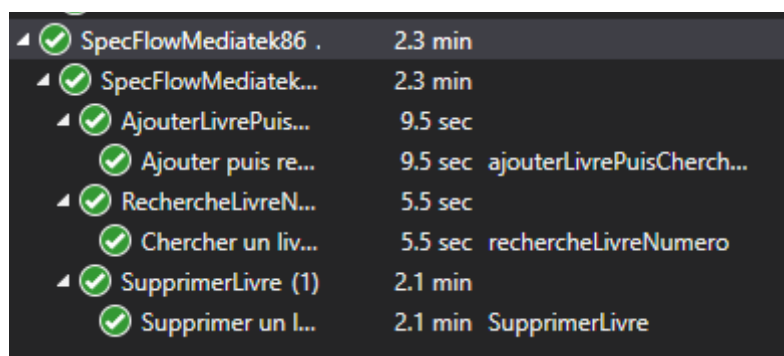 SpecFlowMediatek86 . 2.3 min
SpecFlowMediatek... 2.3 min
AjouterLivrePuis... 9.5 sec
Ajouter puis re... 9.5 sec ajouterLivrePuisCherch...
RechercheLivreN... 5.5 sec
Chercher un liv... 5.5 sec rechercheLivreNumero
SupprimerLivre (1) 2.1 min
Supprimer un l... 2.1 min SupprimerLivre